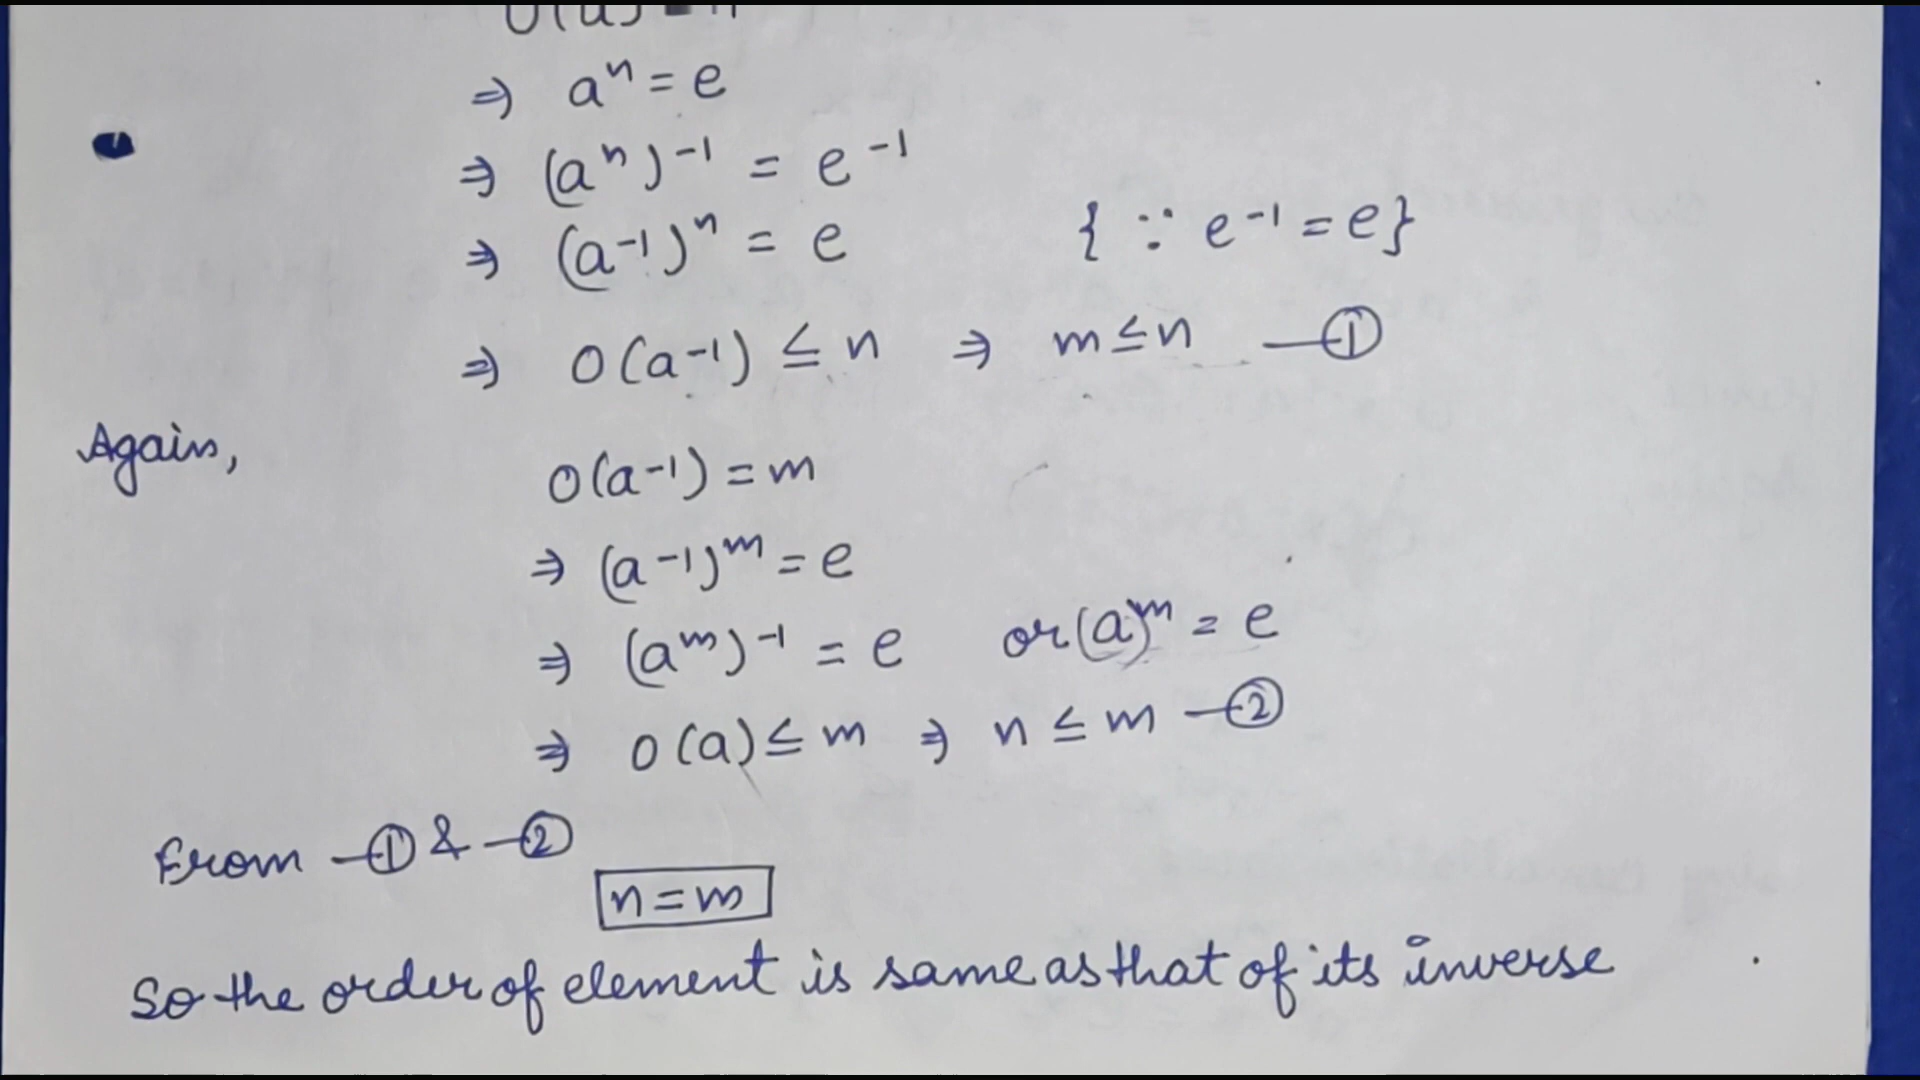 ⇒ aⁿ = e
⇒ (aⁿ)⁻¹ = e⁻¹
⇒ (a⁻¹)ⁿ = e {∵ e⁻¹ = e}
⇒ O(a⁻¹) ≤ n ⇒ m ≤ n —①
Again,
O(a⁻¹) = m
⇒ (a⁻¹)ᵐ = e
⇒ (aᵐ)⁻¹ = e or (a)ᵐ = e
⇒ O(a) ≤ m ⇒ n ≤ m —②
From —① & —②
n = m
So the order of element is same as that of its inverse